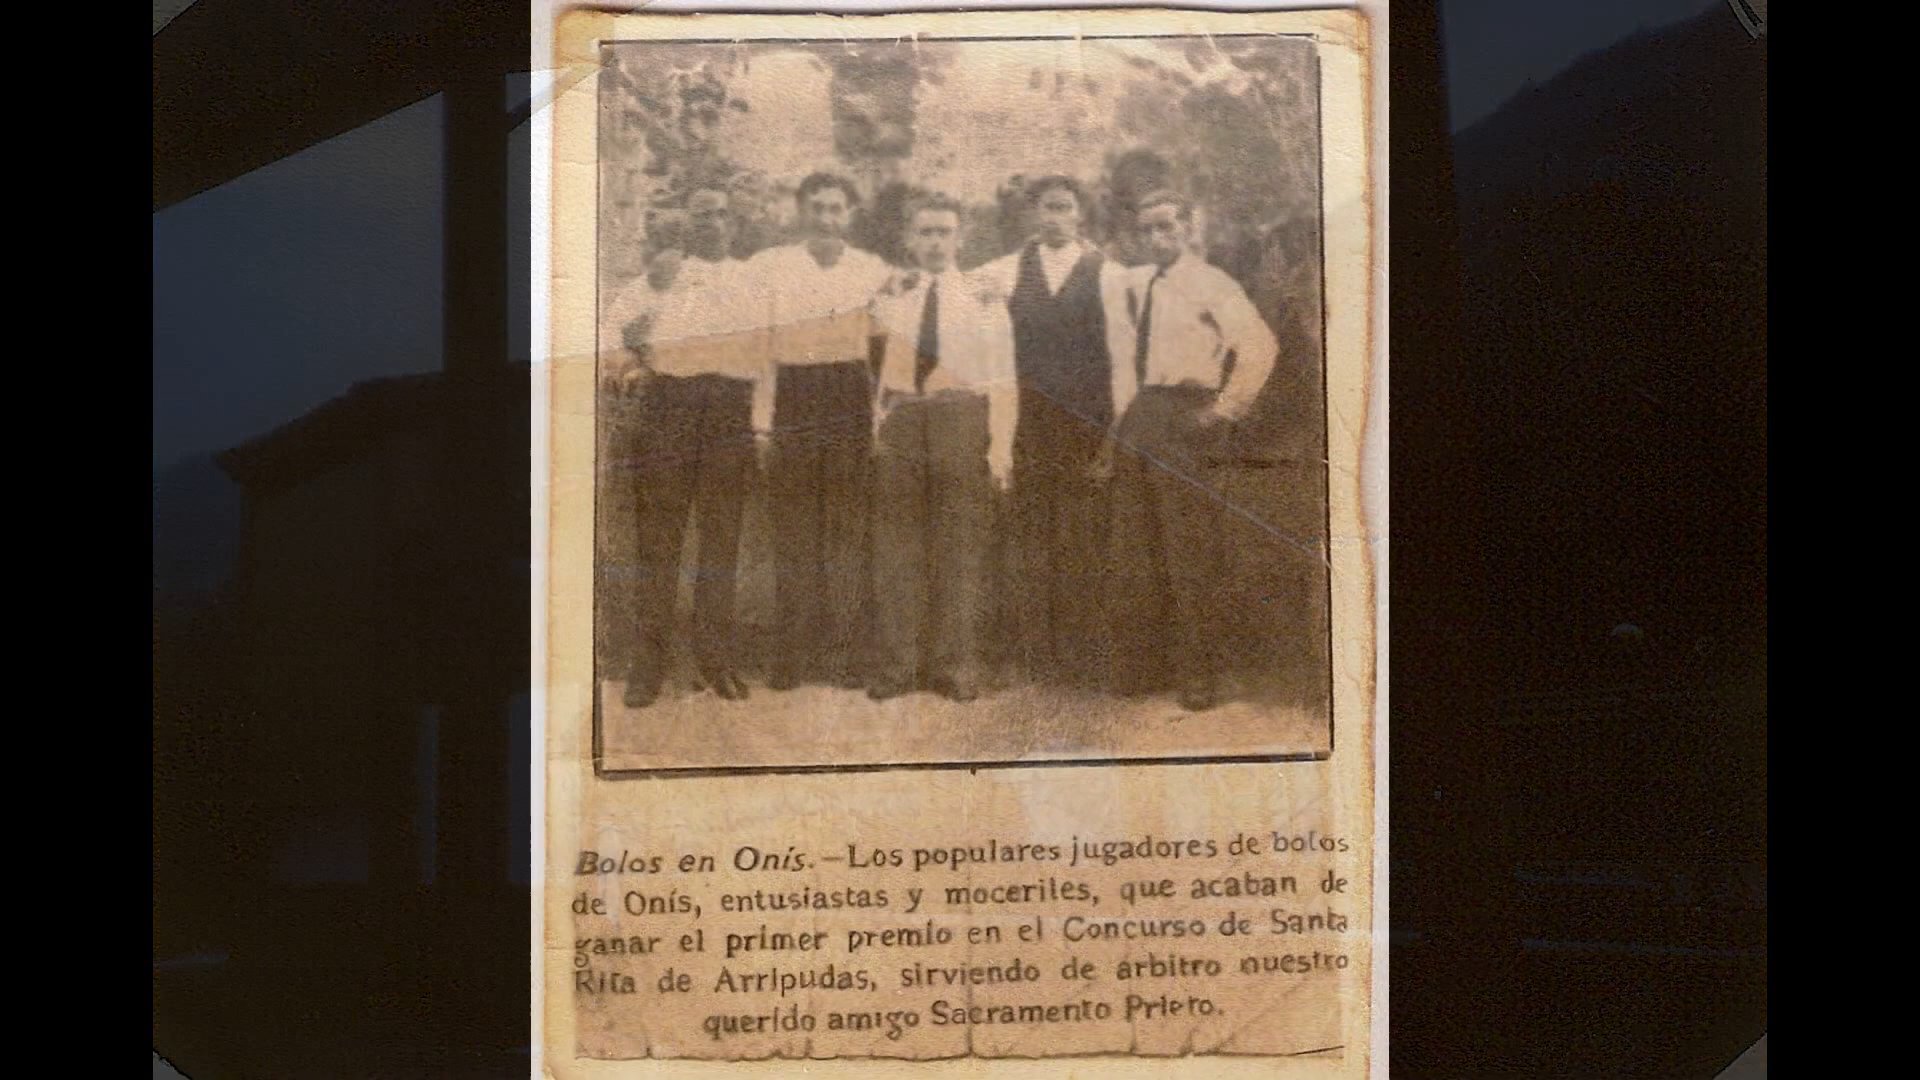 Bolos en Onís.—Los populares jugadores de bolos
de Onís, entusiastas y moceriles, que acaban de
ganar el primer premio en el Concurso de Santa
Rita de Arripudas, sirviendo de arbitro nuestro
querido amigo Sacramento Prieto.